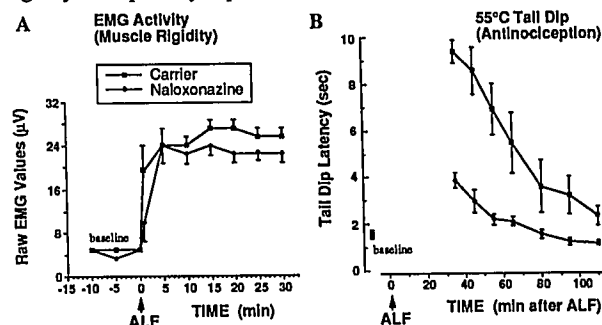 A
EMG Activity
(Muscle Rigidity)
Carrier
Naloxonazine
Raw EMG Values (μV)
32
24
16
8
0
baseline
-15 -10 -5 0 5 10 15 20 25 30
ALF
TIME (min)
B
55°C Tail Dip
(Antinociception)
Tail Dip Latency (sec)
10
8
6
4
2
0
baseline
0 20 40 60 80 100
ALF
TIME (min after ALF)